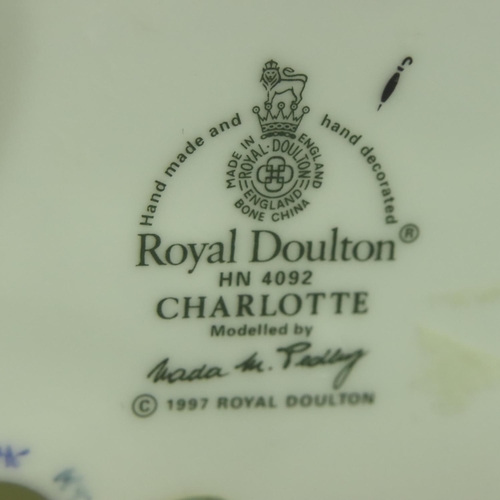 Hand made and hand decorated
MADE IN ENGLAND
ROYAL·DOULTON
ENGLAND
BONE CHINA
Royal Doulton®
HN 4092
CHARLOTTE
Modelled by
Nada M. Pedley
© 1997 ROYAL DOULTON